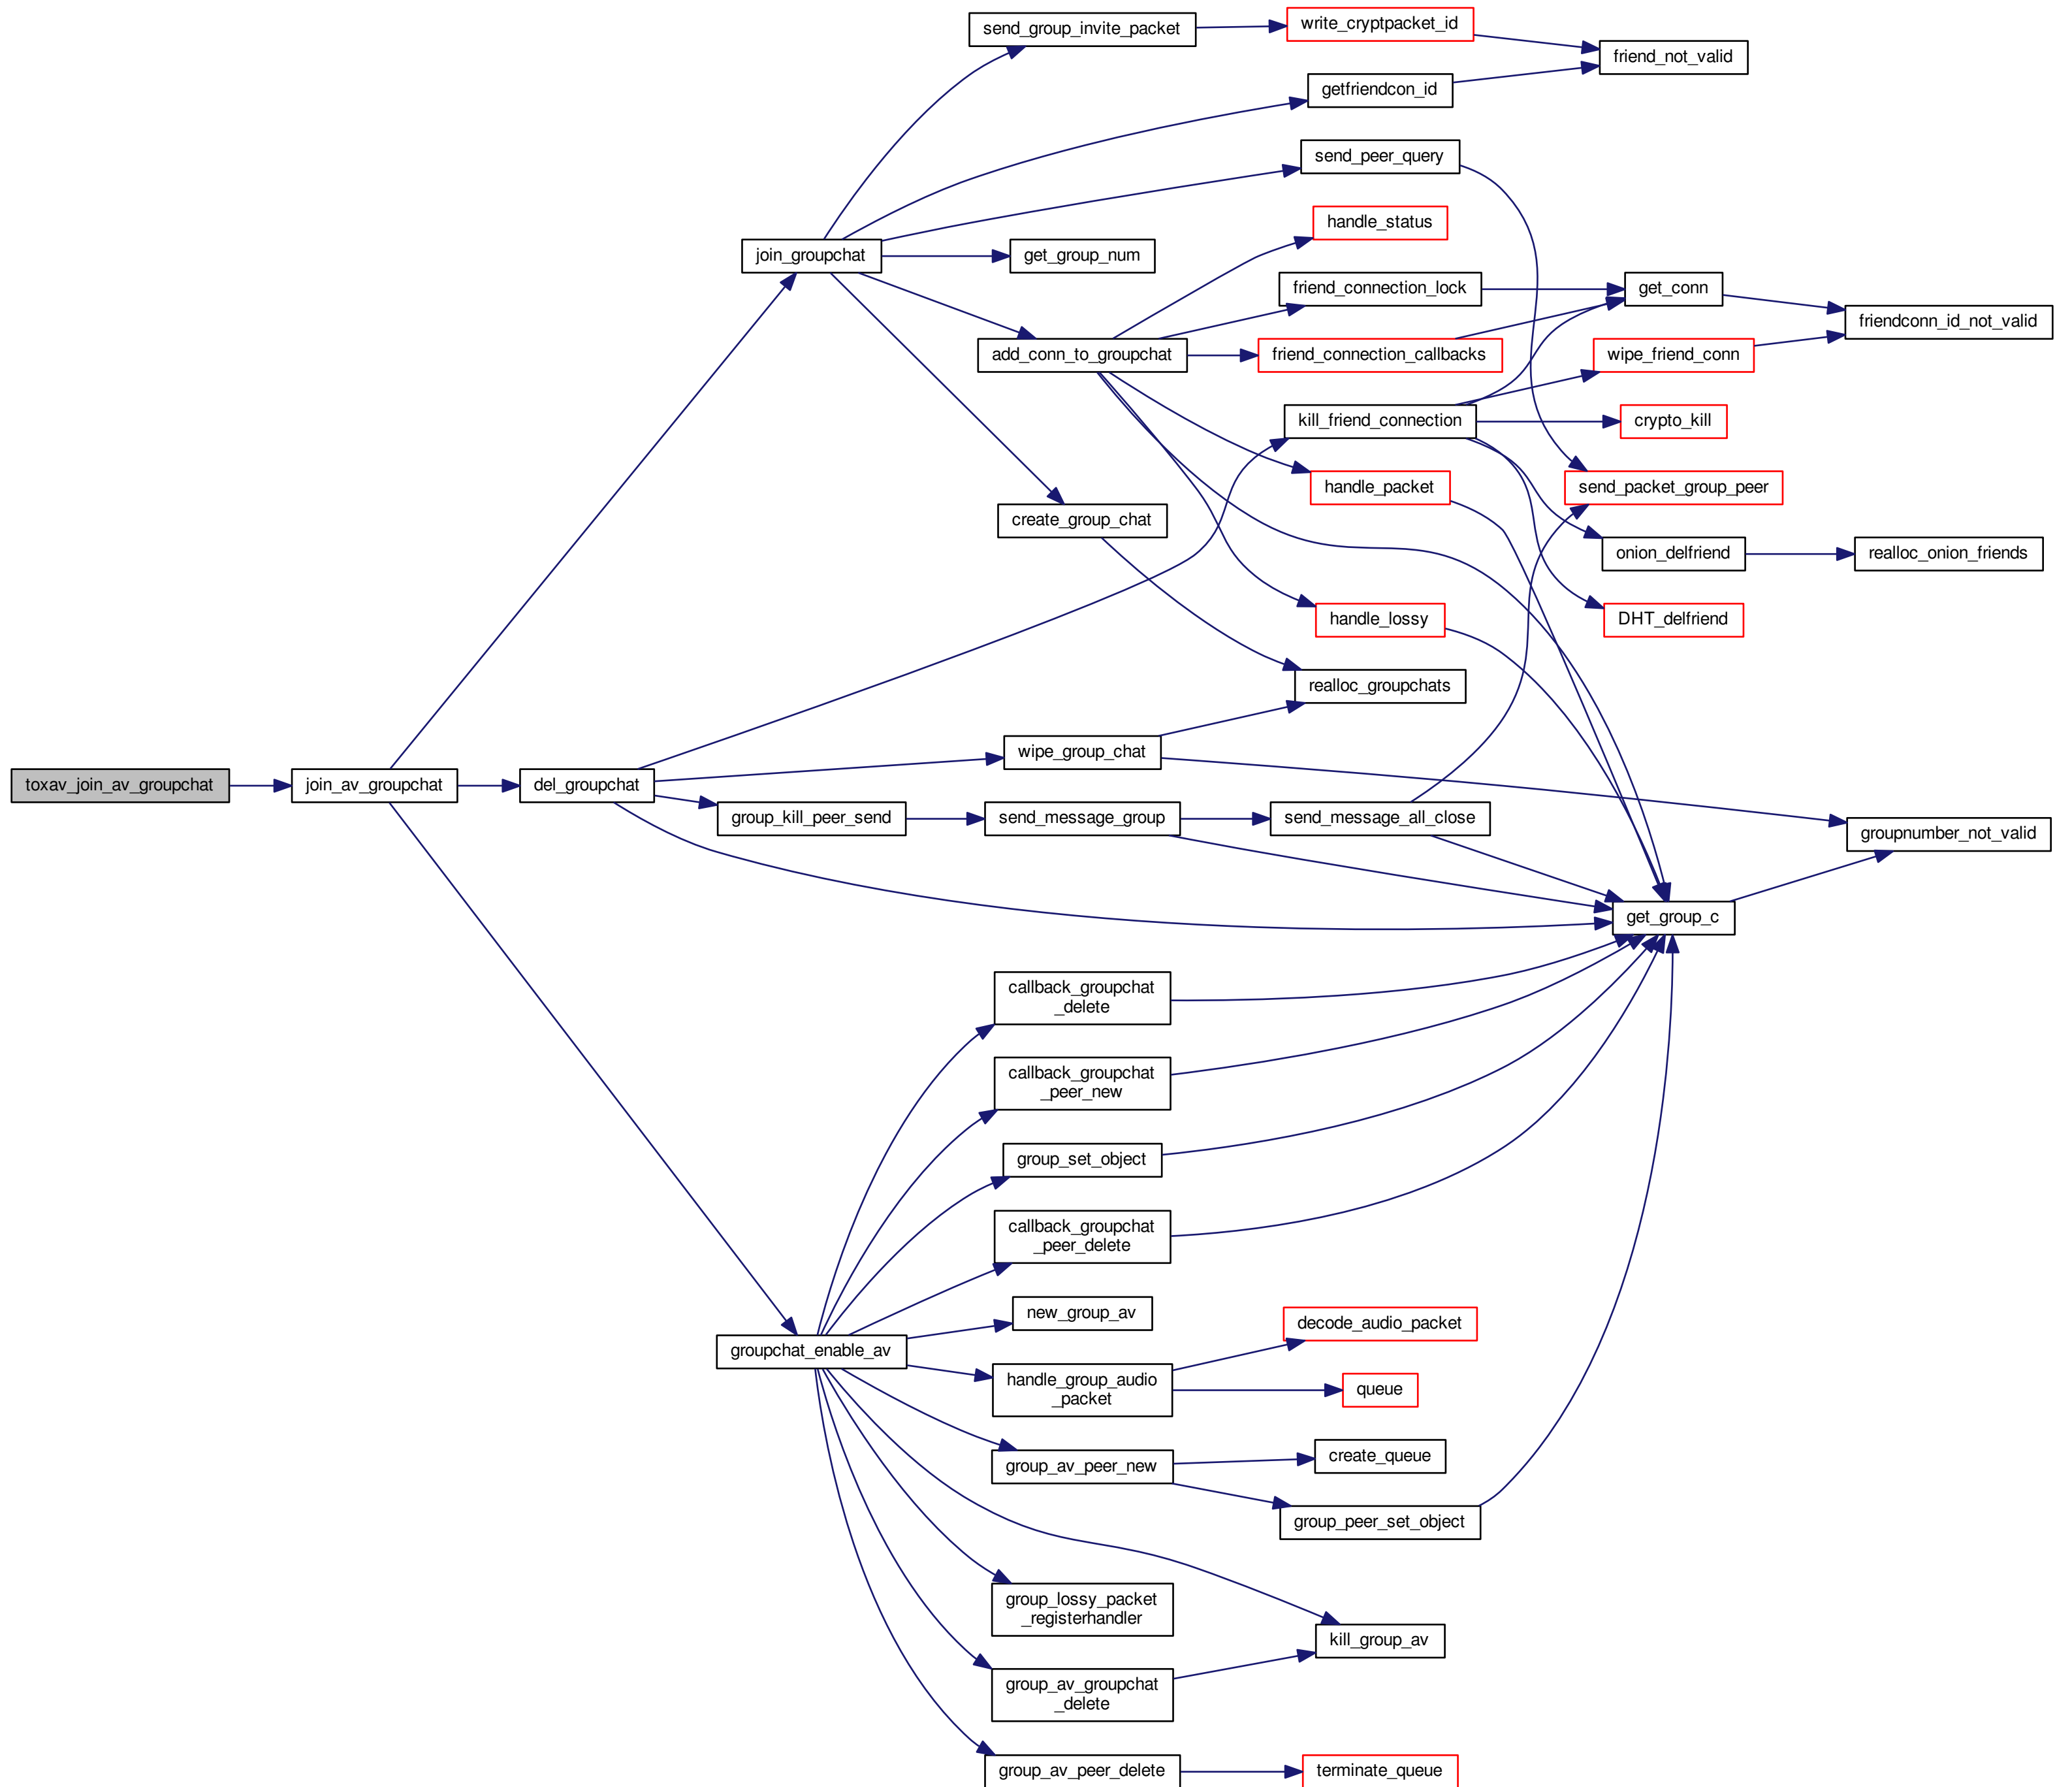 send_group_invite_packet
write_cryptpacket_id
friend_not_valid
getfriendcon_id
send_peer_query
handle_status
join_groupchat
get_group_num
friend_connection_lock
get_conn
friendconn_id_not_valid
add_conn_to_groupchat
friend_connection_callbacks
wipe_friend_conn
kill_friend_connection
crypto_kill
handle_packet
send_packet_group_peer
create_group_chat
onion_delfriend
realloc_onion_friends
handle_lossy
DHT_delfriend
realloc_groupchats
wipe_group_chat
toxav_join_av_groupchat
join_av_groupchat
del_groupchat
group_kill_peer_send
send_message_group
send_message_all_close
groupnumber_not_valid
get_group_c
callback_groupchat
_delete
callback_groupchat
_peer_new
group_set_object
callback_groupchat
_peer_delete
new_group_av
decode_audio_packet
groupchat_enable_av
handle_group_audio
_packet
queue
group_av_peer_new
create_queue
group_peer_set_object
group_lossy_packet
_registerhandler
kill_group_av
group_av_groupchat
_delete
group_av_peer_delete
terminate_queue